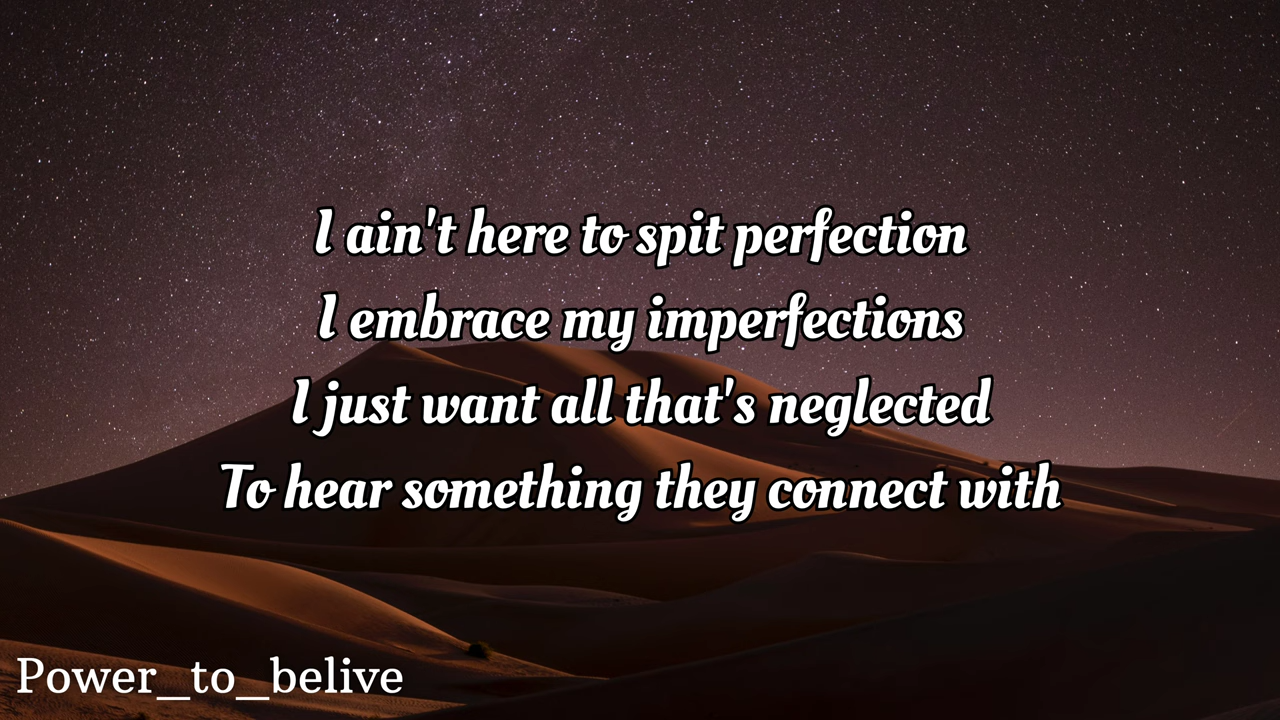 I ain't here to spit perfection
I embrace my imperfections
I just want all that's neglected
To hear something they connect with
Power_to_belive